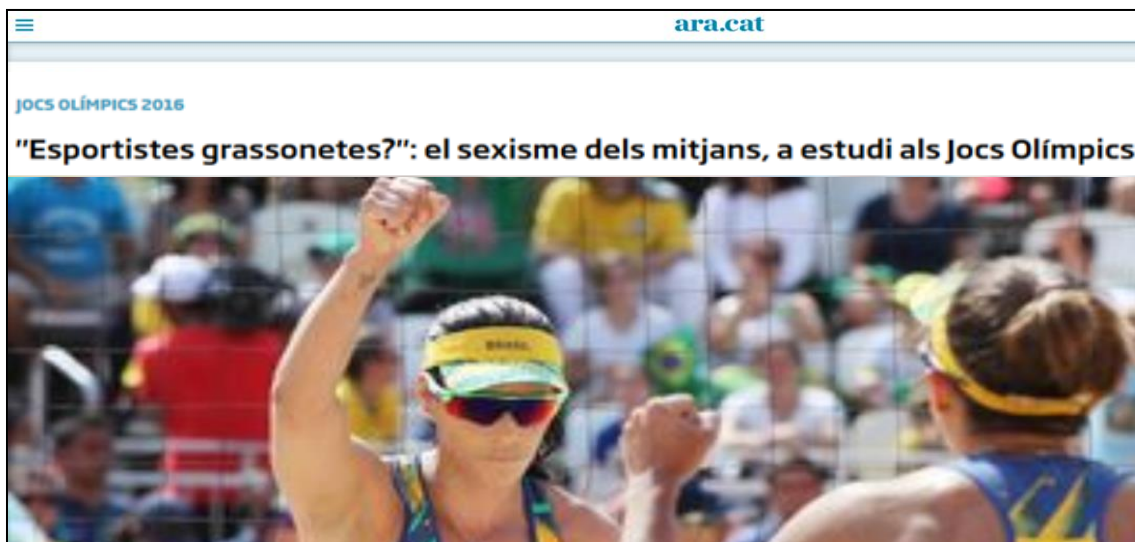 ara.cat
JOCS OLÍMPICS 2016
"Esportistes grassonetes?": el sexisme dels mitjans, a estudi als Jocs Olímpics
BRASIL